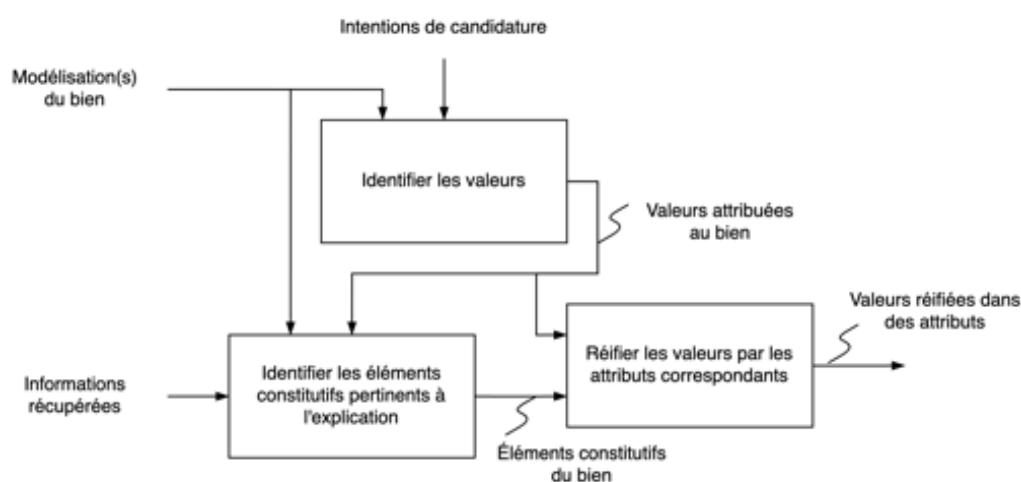 Intentions de candidature
Modélisation(s)
du bien
Identifier les valeurs
Valeurs attribuées
au bien
Valeurs réifiées dans
des attributs
Réifier les valeurs par les
attributs correspondants
Identifier les éléments
constitutifs pertinents à
l'explication
Informations
récupérées
Éléments constitutifs
du bien